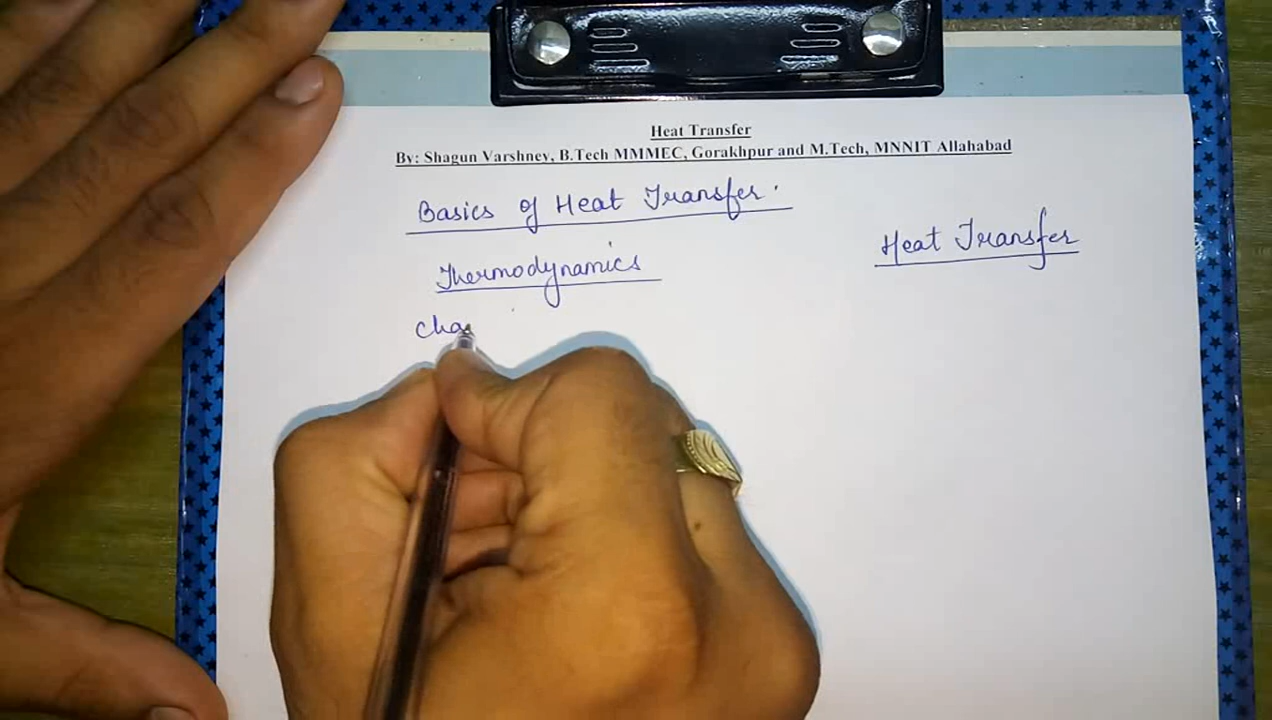 Heat Transfer
By: Shagun Varshney, B.Tech MMMEC, Gorakhpur and M.Tech, MNNIT Allahabad
Basics of Heat Transfer.
Thermodynamics
Heat Transfer
Cha